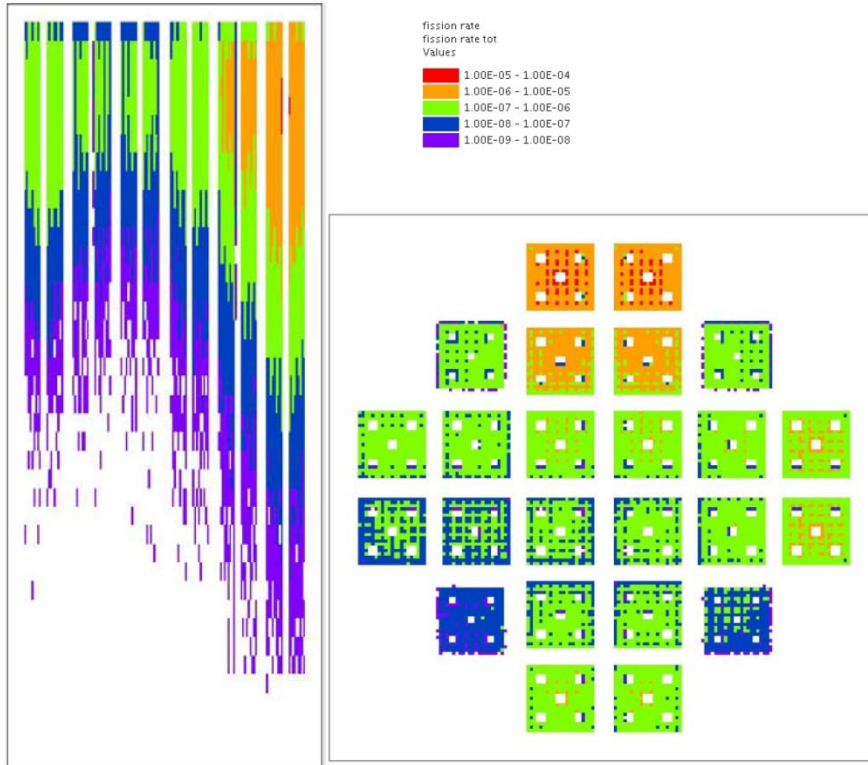 fission rate
fission rate tot
Values
1.00E-05 - 1.00E-04
1.00E-06 - 1.00E-05
1.00E-07 - 1.00E-06
1.00E-08 - 1.00E-07
1.00E-09 - 1.00E-08